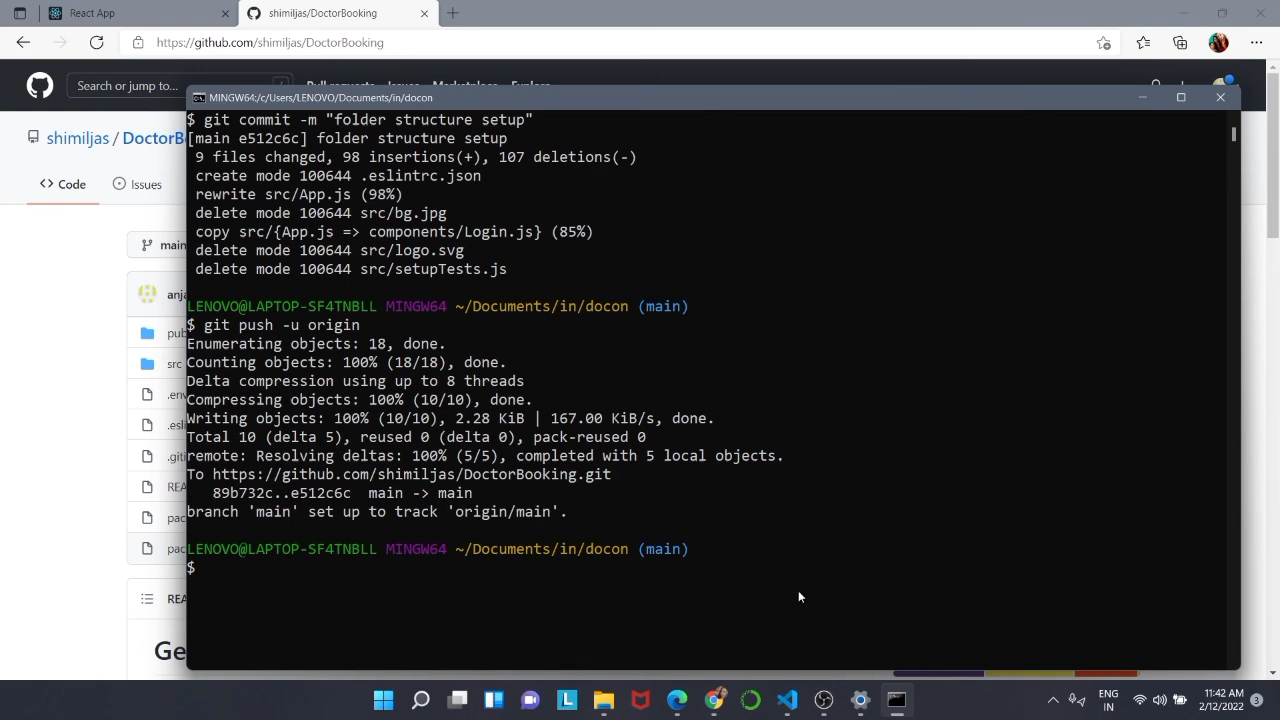 React App
shimiljas/DoctorBooking
https://github.com/shimiljas/DoctorBooking
Search or jump to...
Pull requests Issues Marketplace Explore
MINGW64:/c/Users/LENOVO/Documents/in/docon
shimiljas / DoctorB
<> Code
Issues
main
anja
pub
src
.env
.esl
.giti
REA
pac
pac
REA
Ge
$ git commit -m "folder structure setup"
[main e512c6c] folder structure setup
9 files changed, 98 insertions(+), 107 deletions(-)
create mode 100644 .eslintrc.json
rewrite src/App.js (98%)
delete mode 100644 src/bg.jpg
copy src/{App.js => components/Login.js} (85%)
delete mode 100644 src/logo.svg
delete mode 100644 src/setupTests.js
LENOVO@LAPTOP-SF4TNBLL MINGW64 ~/Documents/in/docon (main)
$ git push -u origin
Enumerating objects: 18, done.
Counting objects: 100% (18/18), done.
Delta compression using up to 8 threads
Compressing objects: 100% (10/10), done.
Writing objects: 100% (10/10), 2.28 KiB | 167.00 KiB/s, done.
Total 10 (delta 5), reused 0 (delta 0), pack-reused 0
remote: Resolving deltas: 100% (5/5), completed with 5 local objects.
To https://github.com/shimiljas/DoctorBooking.git
89b732c..e512c6c  main -> main
branch 'main' set up to track 'origin/main'.
LENOVO@LAPTOP-SF4TNBLL MINGW64 ~/Documents/in/docon (main)
$
ENG
IN
11:42 AM
2/12/2022
3